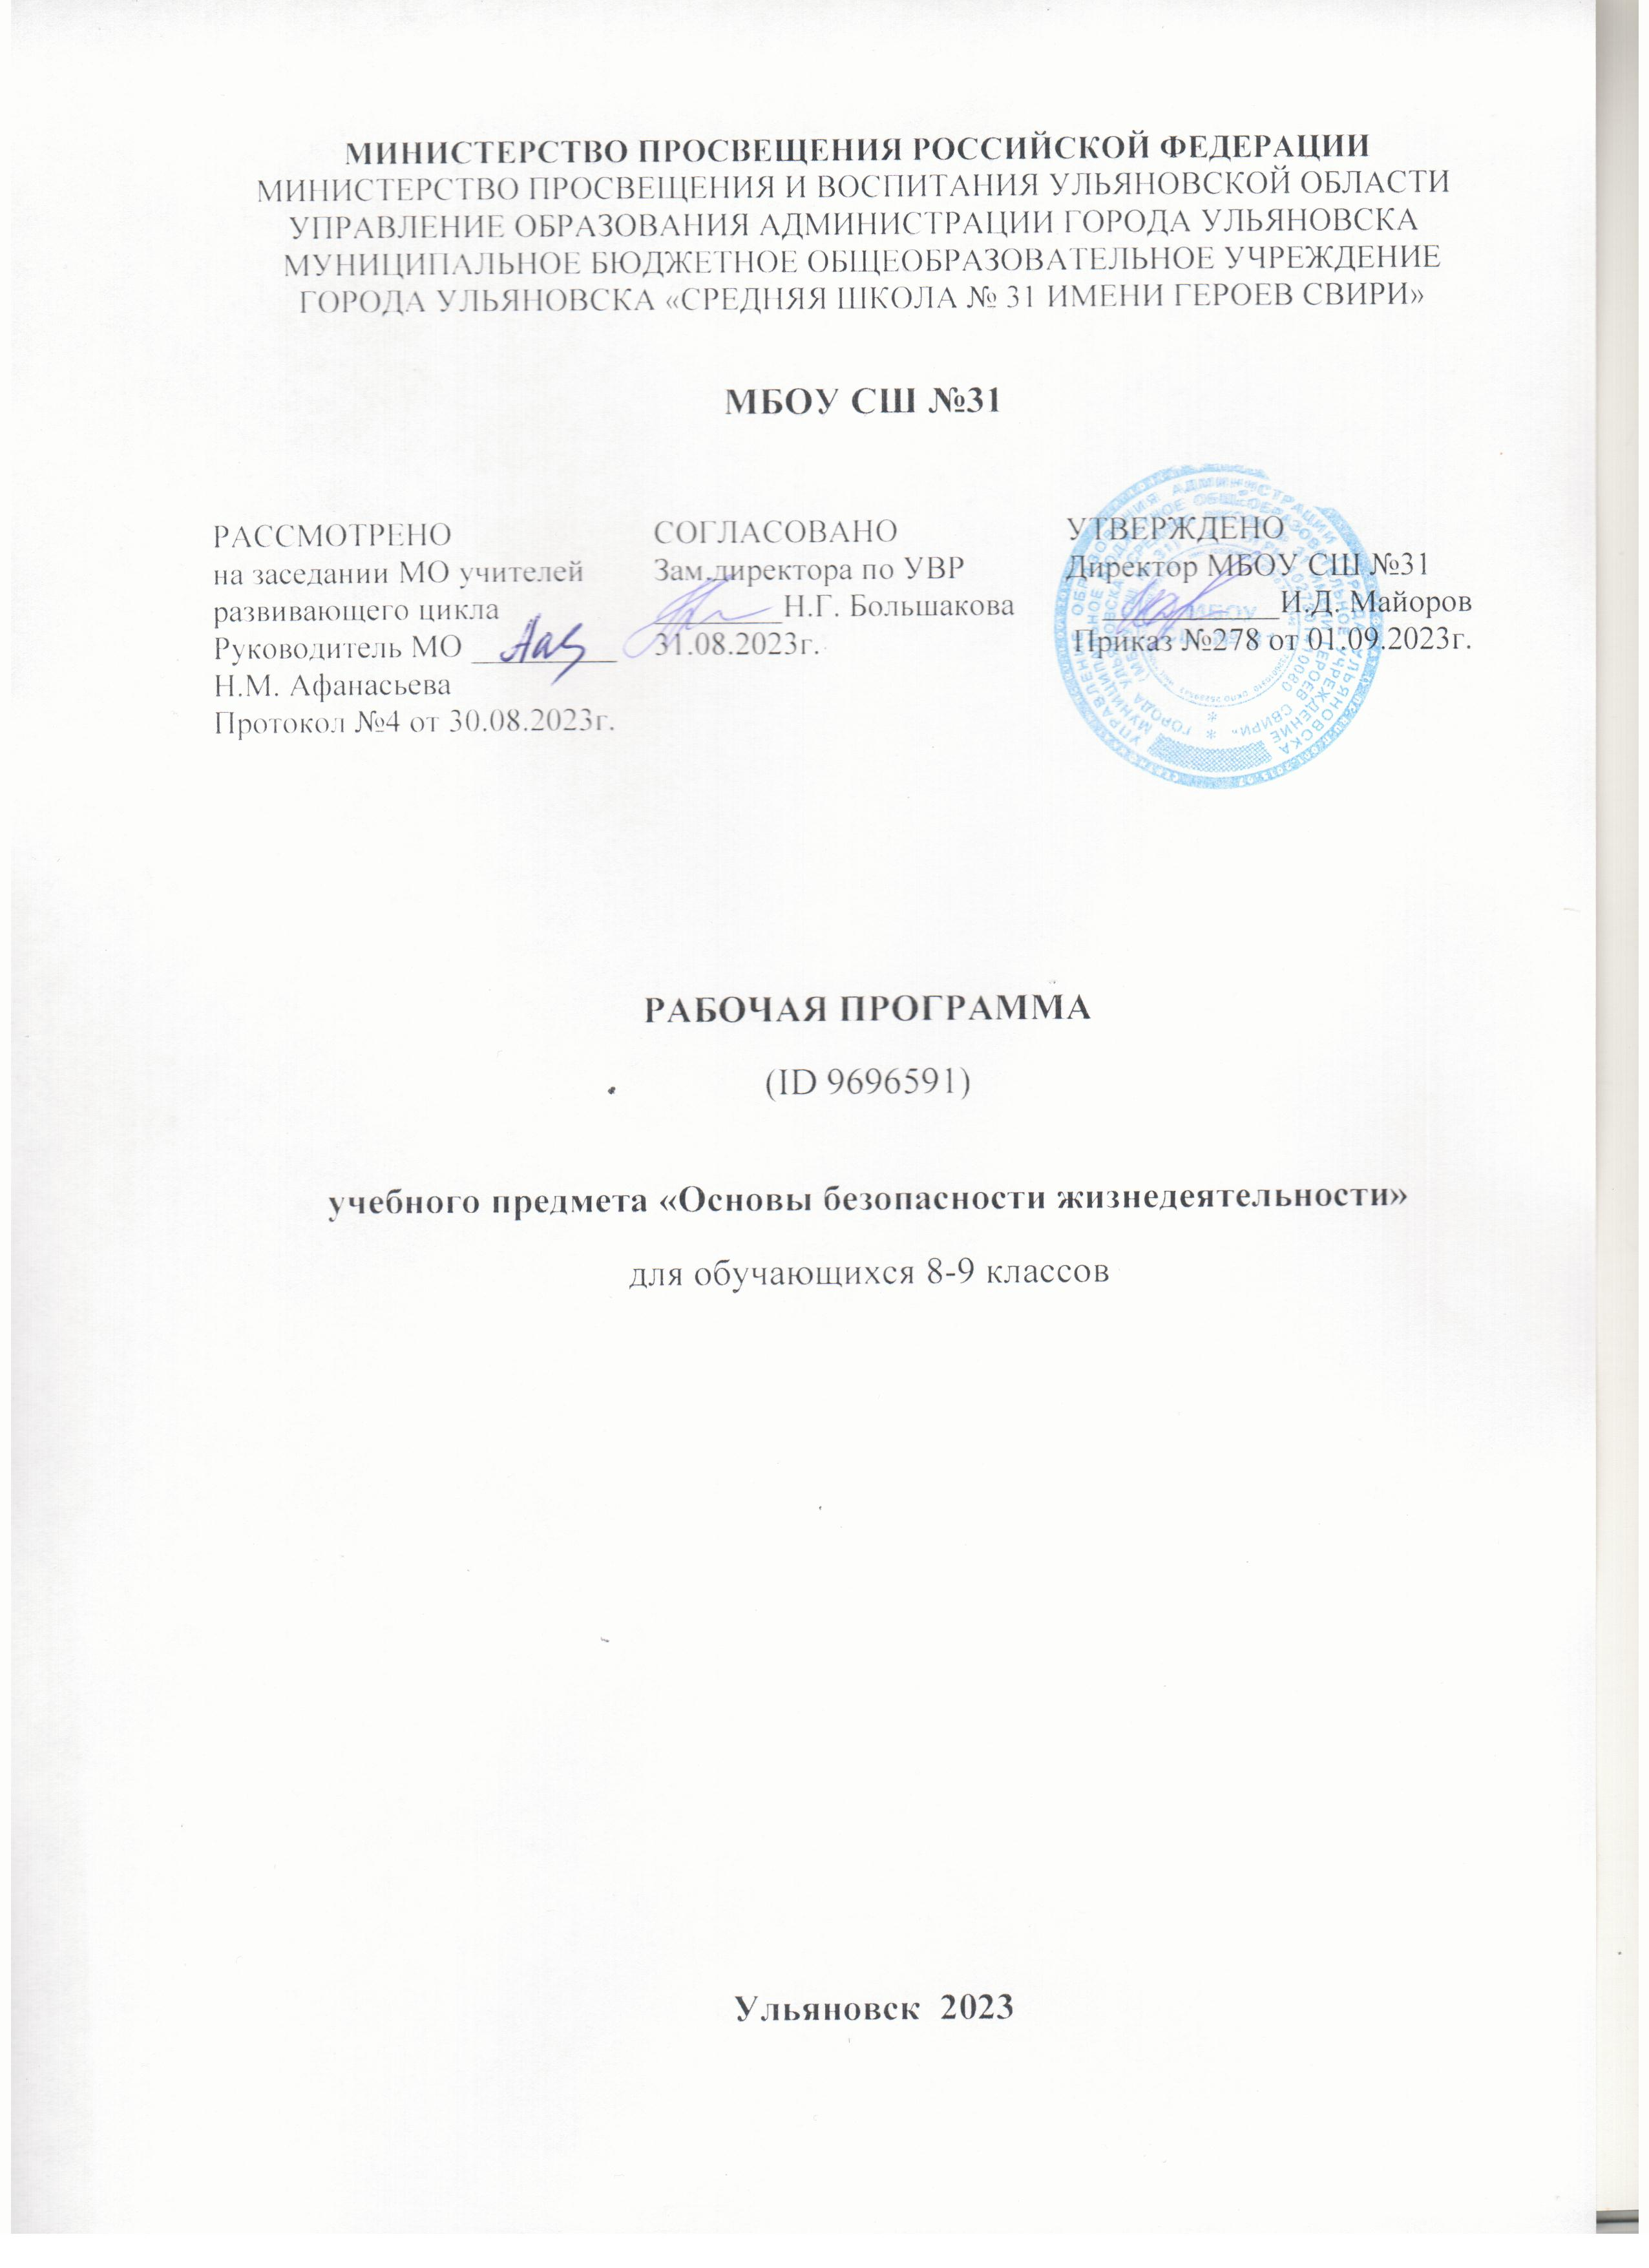 МИНИСТЕРСТВО ПРОСВЕЩЕНИЯ РОССИЙСКОЙ ФЕДЕРАЦИИ
МИНИСТЕРСТВО ПРОСВЕЩЕНИЯ И ВОСПИТАНИЯ УЛЬЯНОВСКОЙ ОБЛАСТИ
УПРАВЛЕНИЕ ОБРАЗОВАНИЯ АДМИНИСТРАЦИИ ГОРОДА УЛЬЯНОВСКА
МУНИЦИПАЛЬНОЕ БЮДЖЕТНОЕ ОБЩЕОБРАЗОВАТЕЛЬНОЕ УЧРЕЖДЕНИЕ
ГОРОДА УЛЬЯНОВСКА «СРЕДНЯЯ ШКОЛА № 31 ИМЕНИ ГЕРОЕВ СВИРИ»
МБОУ СШ №31
РАССМОТРЕНО
на заседании МО учителей
развивающего цикла
Руководитель МО __________
Н.М. Афанасьева
Протокол №4 от 30.08.2023г.
СОГЛАСОВАНО
Зам.директора по УВР
_________Н.Г. Большакова
31.08.2023г.
УТВЕРЖДЕНО
Директор МБОУ СШ №31
____________И.Д. Майоров
Приказ №278 от 01.09.2023г.
РАБОЧАЯ ПРОГРАММА
(ID 9696591)
учебного предмета «Основы безопасности жизнедеятельности»
для обучающихся 8-9 классов
Ульяновск 2023